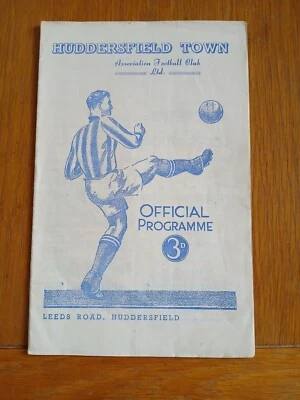 HUDDERSFIELD TOWN
Association Football Club
Ltd.
OFFICIAL
PROGRAMME
3D
LEEDS ROAD, HUDDERSFIELD